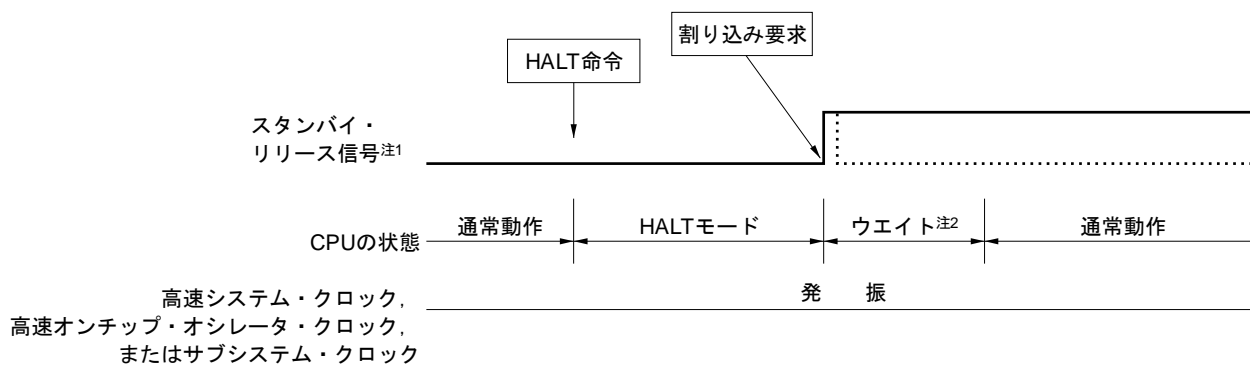 割り込み要求
HALT命令
スタンバイ・
リリース信号注1
通常動作
HALTモード
ウエイト注2
通常動作
CPUの状態
発 振
高速システム・クロック,
高速オンチップ・オシレータ・クロック,
またはサブシステム・クロック